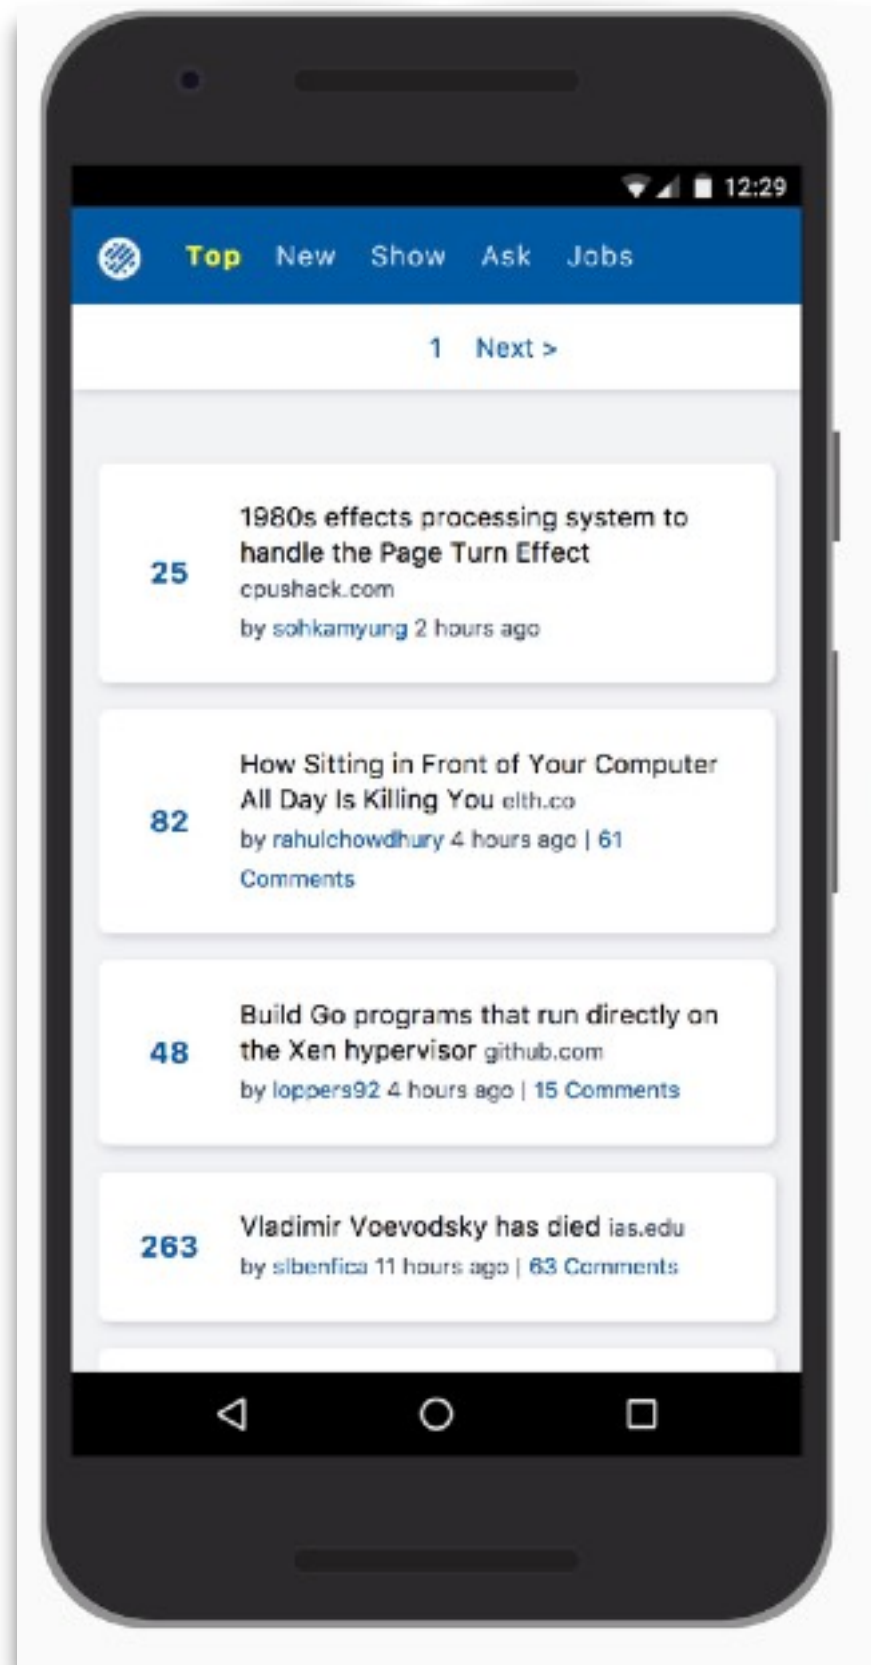 12:29
Top New Show Ask Jobs
1 Next >
1980s effects processing system to
handle the Page Turn Effect
cpushack.com
by sohkamyung 2 hours ago
25
How Sitting in Front of Your Computer
All Day Is Killing You elth.co
by rahulchowdhury 4 hours ago | 61
Comments
82
Build Go programs that run directly on
the Xen hypervisor github.com
by loppers92 4 hours ago | 15 Comments
48
Vladimir Voevodsky has died ias.edu
by slbenfica 11 hours ago | 63 Comments
263